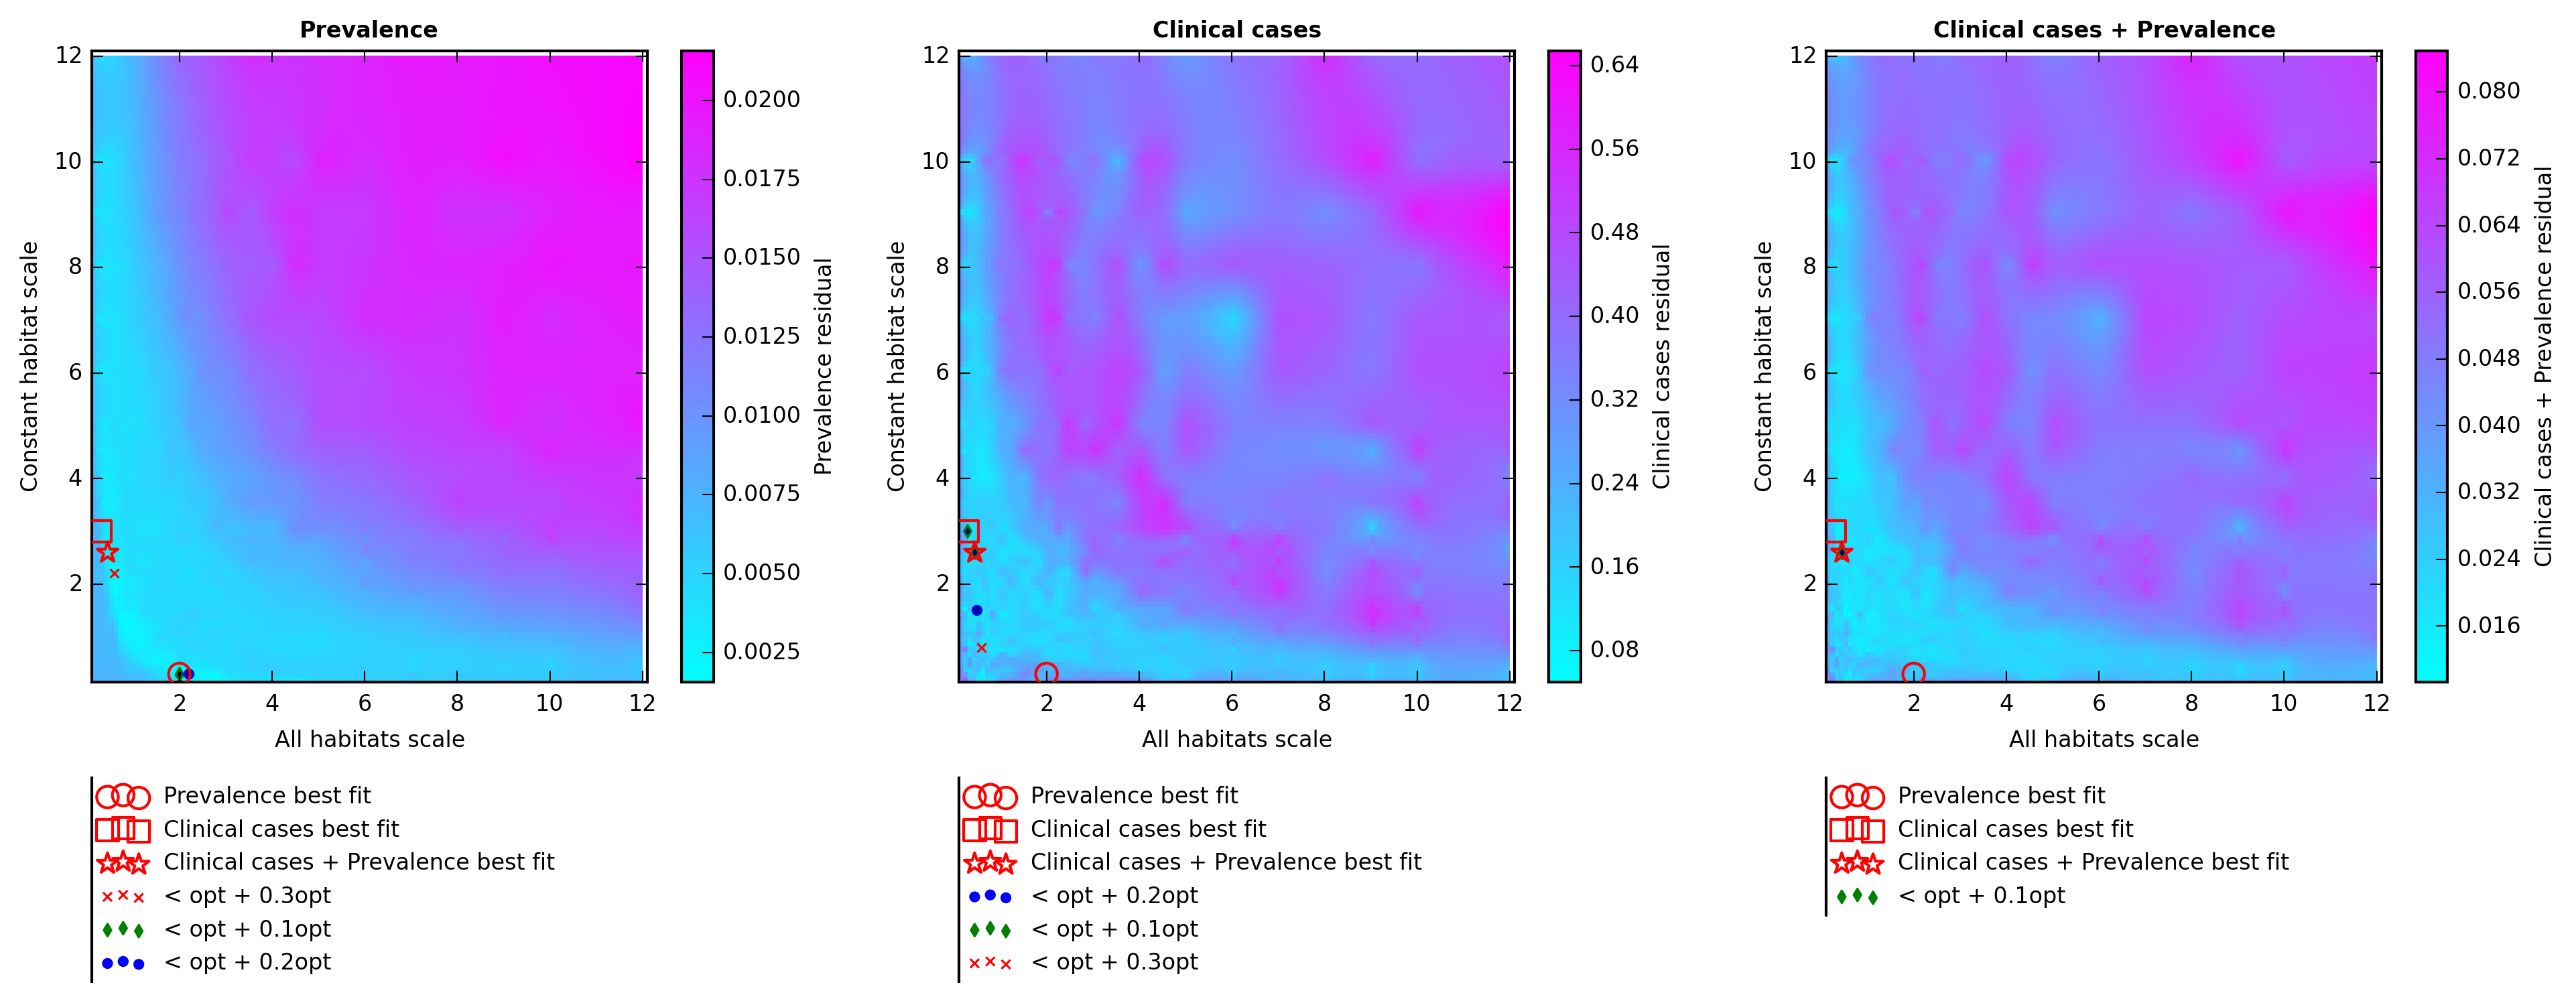 Prevalence
12
10
8
6
4
2
2
4
6
8
10
12
Constant habitat scale
All habitats scale
0.0200
0.0175
0.0150
0.0125
0.0100
0.0075
0.0050
0.0025
Prevalence residual
Prevalence best fit
Clinical cases best fit
Clinical cases + Prevalence best fit
< opt + 0.3opt
< opt + 0.1opt
< opt + 0.2opt
Clinical cases
12
10
8
6
4
2
2
4
6
8
10
12
Constant habitat scale
All habitats scale
0.64
0.56
0.48
0.40
0.32
0.24
0.16
0.08
Clinical cases residual
Prevalence best fit
Clinical cases best fit
Clinical cases + Prevalence best fit
< opt + 0.2opt
< opt + 0.1opt
< opt + 0.3opt
Clinical cases + Prevalence
12
10
8
6
4
2
2
4
6
8
10
12
Constant habitat scale
All habitats scale
0.080
0.072
0.064
0.056
0.048
0.040
0.032
0.024
0.016
Clinical cases + Prevalence residual
Prevalence best fit
Clinical cases best fit
Clinical cases + Prevalence best fit
< opt + 0.1opt